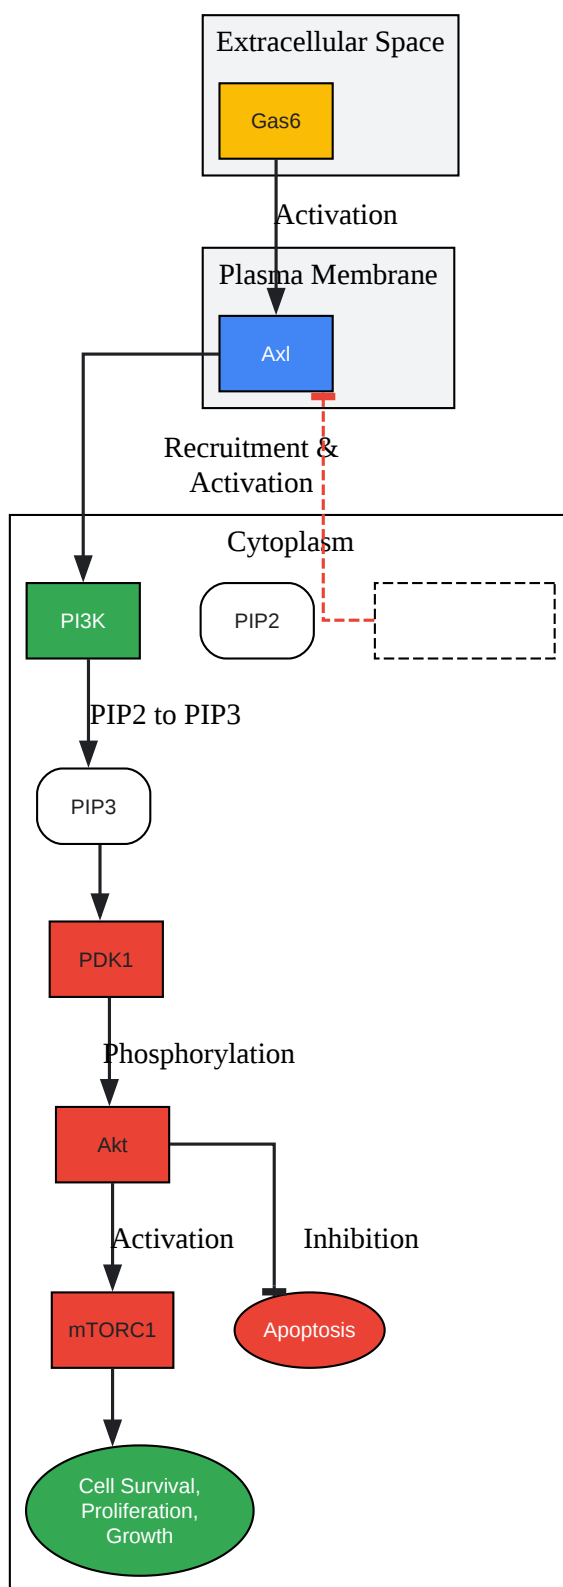 Extracellular Space
Gas6
Activation
Plasma Membrane
Axl
Recruitment &
Activation
Cytoplasm
PI3K
PIP2
PIP2 to PIP3
PIP3
PDK1
Phosphorylation
Akt
Activation
Inhibition
mTORC1
Apoptosis
Cell Survival,
Proliferation,
Growth